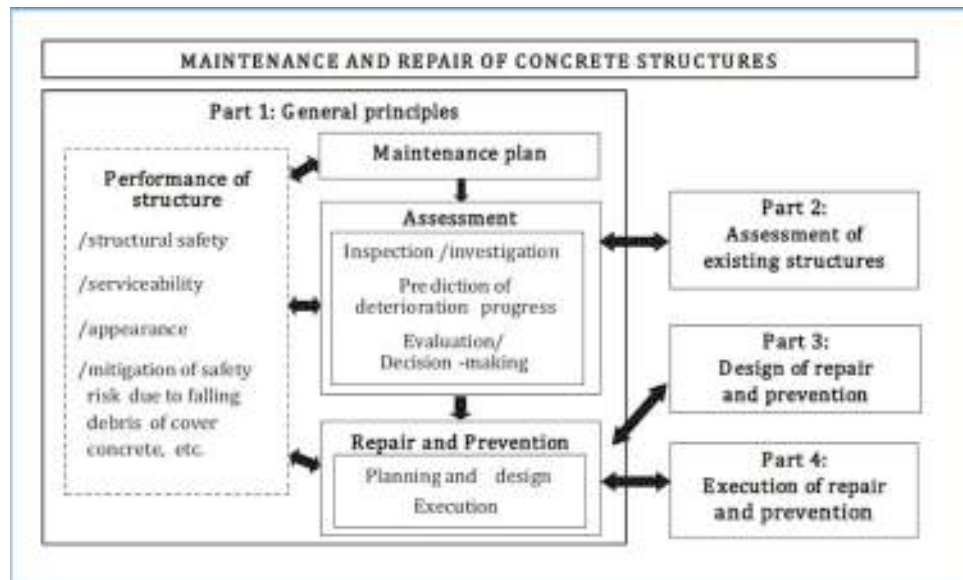 MAINTENANCE AND REPAIR OF CONCRETE STRUCTURES
Part 1: General principles
Performance of
structure
/structural safety
/serviceability
/appearance
/mitigation of safety
risk due to falling
debris of cover
concrete, etc.
Maintenance plan
Assessment
Inspection /investigation
Prediction of
deterioration progress
Evaluation/
Decision -making
Repair and Prevention
Planning and design
Execution
Part 2:
Assessment of
existing structures
Part 3:
Design of repair
and prevention
Part 4:
Execution of repair
and prevention